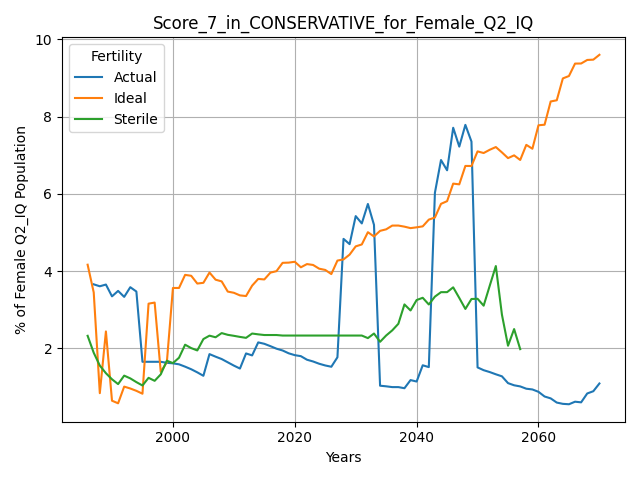 Score_7_in_CONSERVATIVE_for_Female_Q2_IQ
Fertility
Actual
Ideal
Sterile
% of Female Q2_IQ Population
10
8
6
4
2
2000
2020
2040
2060
Years